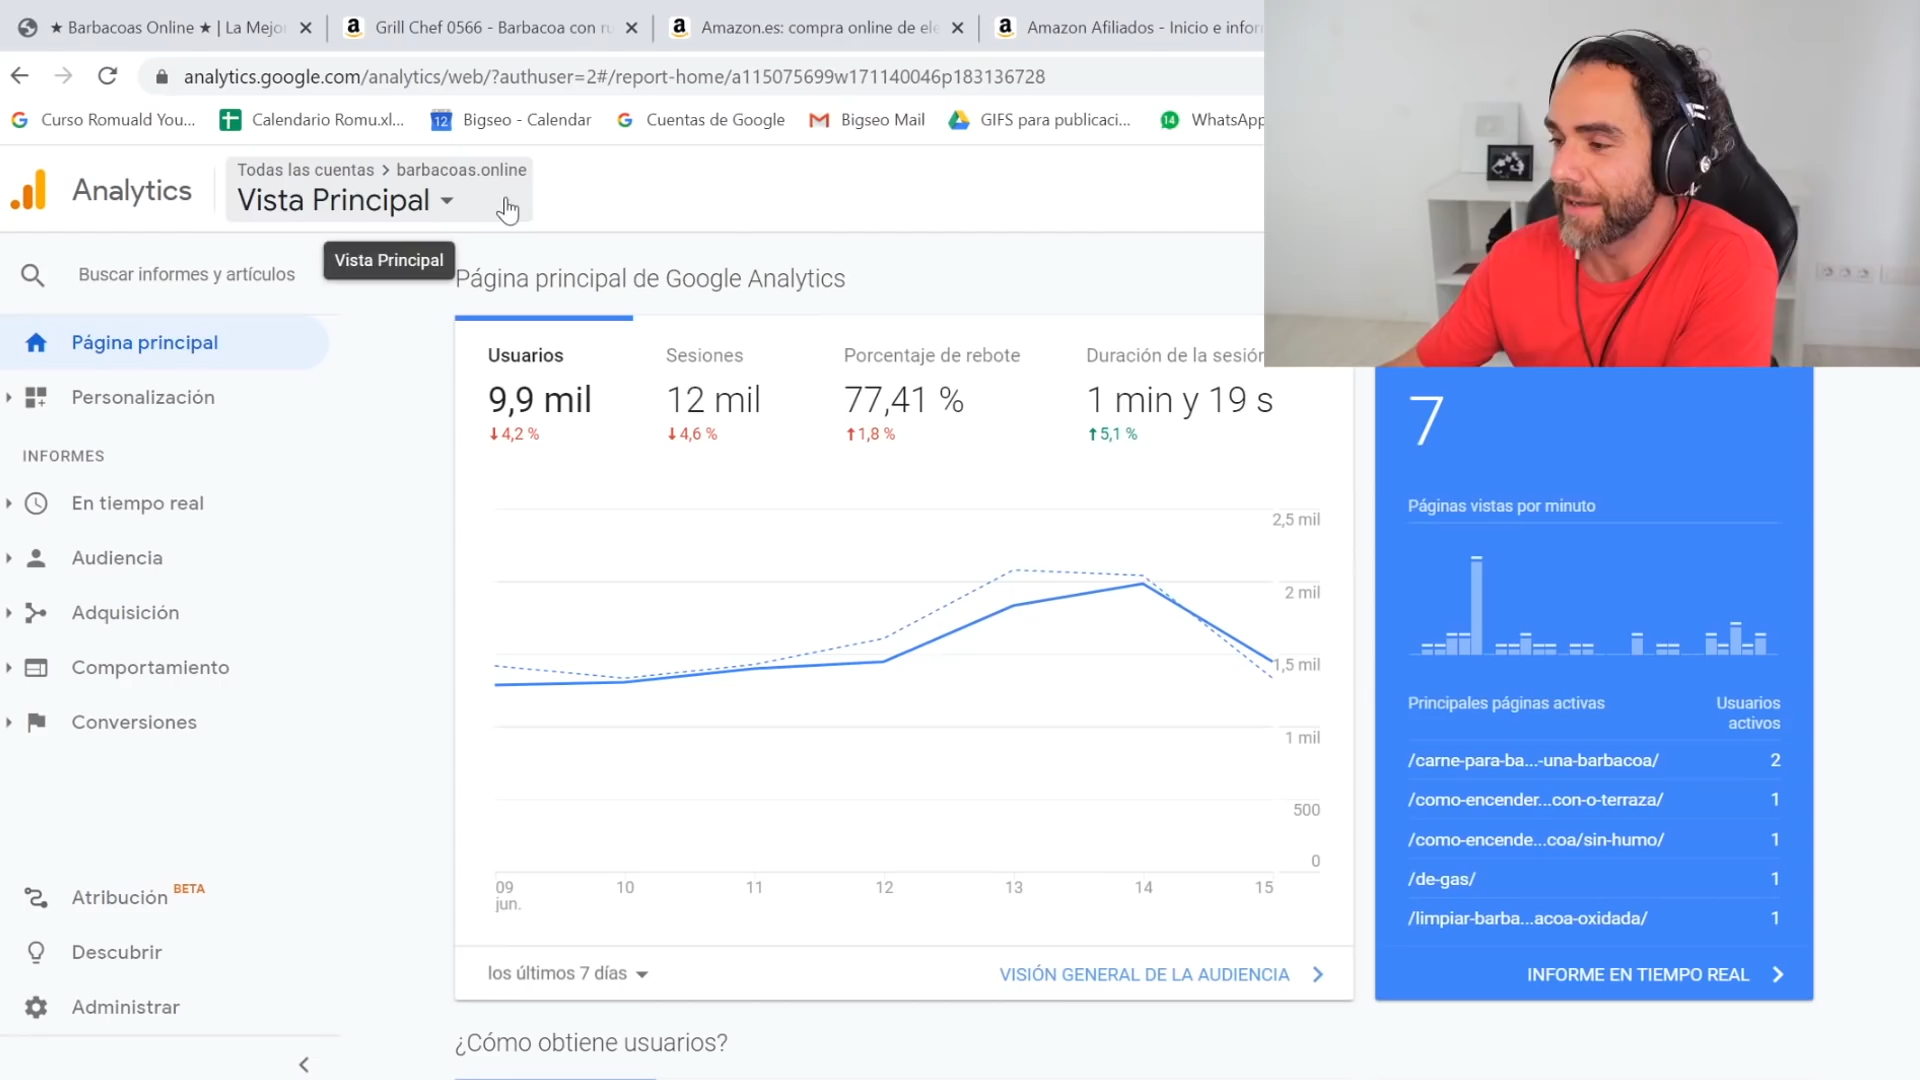 ★ Barbacoas Online ★ | La Mejo
Grill Chef 0566 - Barbacoa con ru
Amazon.es: compra online de ele
Amazon Afiliados - Inicio e infor
analytics.google.com/analytics/web/?authuser=2#/report-home/a115075699w171140046p183136728
Curso Romuald You...
Calendario Romu.xl...
12
Bigseo - Calendar
Cuentas de Google
Bigseo Mail
GIFS para publicaci...
14
WhatsApp
Analytics
Todas las cuentas > barbacoas.online
Vista Principal
Buscar informes y artículos
Vista Principal
Página principal de Google Analytics
Página principal
Personalización
INFORMES
En tiempo real
Audiencia
Adquisición
Comportamiento
Conversiones
Atribución BETA
Descubrir
Administrar
Usuarios
9,9 mil
4,2 %
Sesiones
12 mil
4,6 %
Porcentaje de rebote
77,41 %
1,8 %
Duración de la sesión
1 min y 19 s
5,1 %
2,5 mil
2 mil
1,5 mil
1 mil
500
0
09 10 11 12 13 14 15
jun.
los últimos 7 días
VISIÓN GENERAL DE LA AUDIENCIA
7
Páginas vistas por minuto
Principales páginas activas
Usuarios
activos
/carne-para-ba...-una-barbacoa/ 2
/como-encender...con-o-terraza/ 1
/como-encende...coa/sin-humo/ 1
/de-gas/ 1
/limpiar-barba...acoa-oxidada/ 1
INFORME EN TIEMPO REAL
¿Cómo obtiene usuarios?